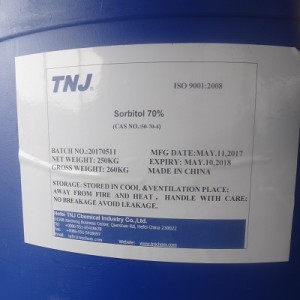 TNJ
ISO 9001:2008
Sorbitol 70%
(CAS NO.:50-70-4)
BATCH NO.:20170511 MFG DATE:MAY.11,2017
NET WEIGHT: 250KG EXPIRY: MAY.10,2018
GROSS WEIGHT: 260KG MADE IN CHINA
STORAGE: STORED IN COOL &VENTILATION PLACE;
AWAY FROM FIRE AND HEAT , HANDLE WITH CARE;
NO BREAKAGE AVOID LEAKAGE.
Hefei TNJ Chemical Industry Co.,Ltd.